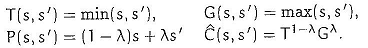 T(s,s′) = min(s,s′), G(s,s′) = max(s,s′),
P(s,s′) = (1 − λ)s + λs′ Ĉ(s,s′) = T^{1−λ}G^{λ}.